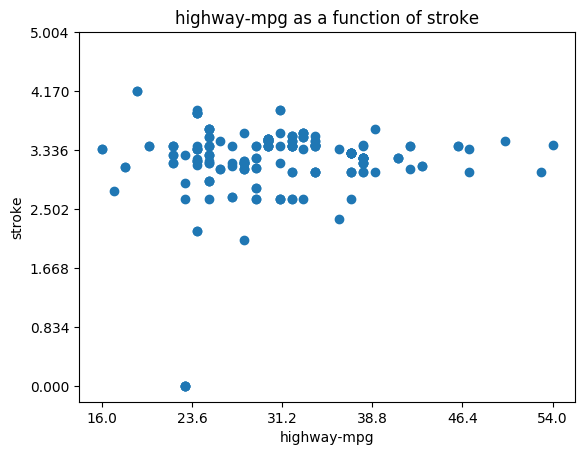 highway-mpg as a function of stroke
5.004
4.170
3.336
2.502
1.668
0.834
0.000
stroke
16.0 23.6 31.2 38.8 46.4 54.0
highway-mpg